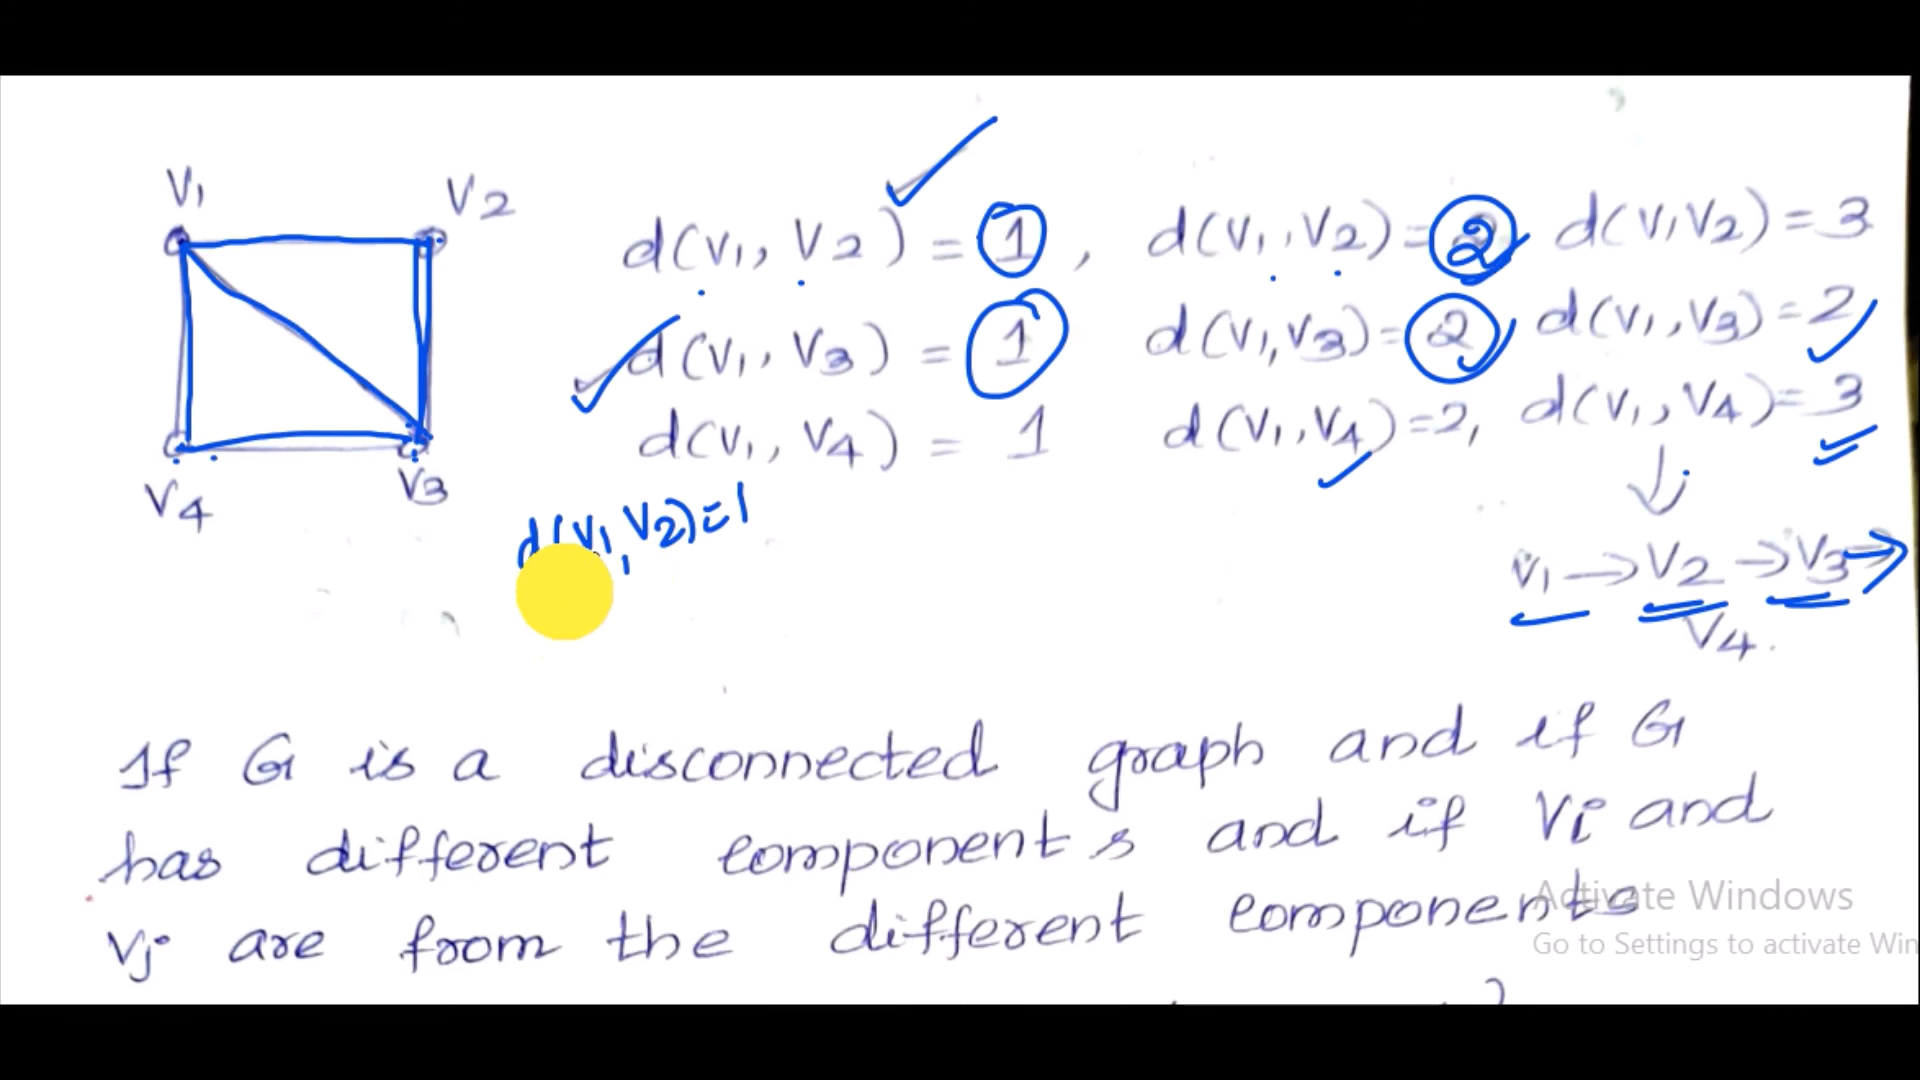 V1
V2
d(V1, V2) = 1 , d(V1, V2) = 2 d(V1 V2) = 3
d(V1, V3) = 1 d(V1, V3) = 2 d(V1, V3) = 2
d(V1, V4) = 1 d(V1, V4) = 2, d(V1, V4) = 3
V4
V3
d(V1, V2) = 1
V1 → V2 → V3 →
V4.
If G is a disconnected graph and if G
has different components and if Vi and
Vj are from the different components
Activate Windows
Go to Settings to activate Win